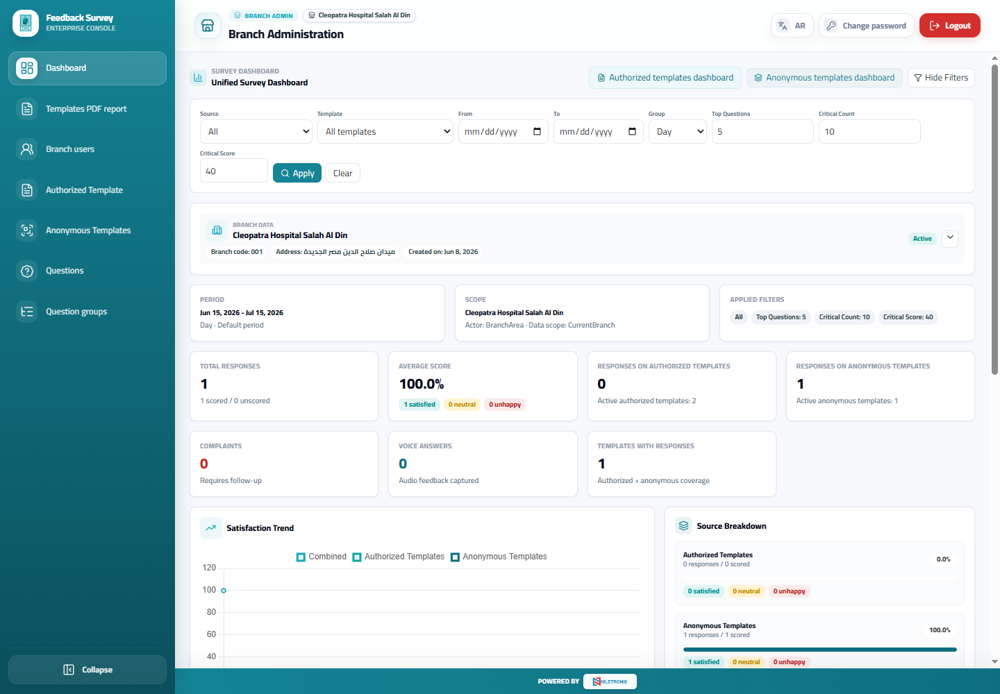 Feedback Survey
ENTERPRISE CONSOLE
Dashboard
Templates PDF report
Branch users
Authorized Template
Anonymous Templates
Questions
Question groups
Collapse
BRANCH ADMIN
Cleopatra Hospital Salah Al Din
Branch Administration
AR
Change password
Logout
SURVEY DASHBOARD
Unified Survey Dashboard
Authorized templates dashboard
Anonymous templates dashboard
Hide Filters
Source
Template
From
To
Group
Top Questions
Critical Count
All
All templates
mm/dd/yyyy
mm/dd/yyyy
Day
5
10
Critical Score
40
Apply
Clear
BRANCH DATA
Cleopatra Hospital Salah Al Din
Branch code: 001
Address: ميدان صلاح الدين مصر الجديدة
Created on: Jun 8, 2026
Active
PERIOD
Jun 15, 2026 - Jul 15, 2026
Day · Default period
SCOPE
Cleopatra Hospital Salah Al Din
Actor: BranchArea · Data scope: CurrentBranch
APPLIED FILTERS
All
Top Questions: 5
Critical Count: 10
Critical Score: 40
TOTAL RESPONSES
1
1 scored / 0 unscored
AVERAGE SCORE
100.0%
1 satisfied
0 neutral
0 unhappy
RESPONSES ON AUTHORIZED TEMPLATES
0
Active authorized templates: 2
RESPONSES ON ANONYMOUS TEMPLATES
1
Active anonymous templates: 1
COMPLAINTS
0
Requires follow-up
VOICE ANSWERS
0
Audio feedback captured
TEMPLATES WITH RESPONSES
1
Authorized + anonymous coverage
Satisfaction Trend
Combined
Authorized Templates
Anonymous Templates
120
100
80
60
40
Source Breakdown
Authorized Templates
0 responses / 0 scored
0.0%
0 satisfied
0 neutral
0 unhappy
Anonymous Templates
1 responses / 1 scored
100.0%
1 satisfied
0 neutral
0 unhappy
POWERED BY
NILETRONIX